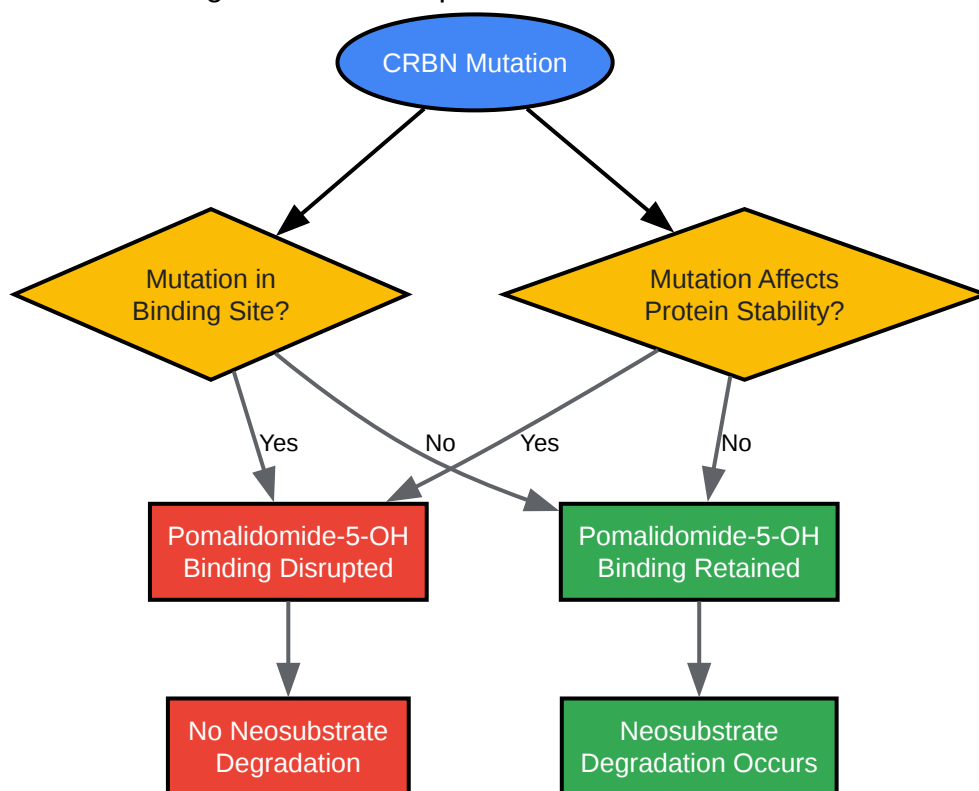 CRBN Mutation
Mutation in
Binding Site?
Mutation Affects
Protein Stability?
Yes
No
Yes
No
Pomalidomide-5-OH
Binding Disrupted
Pomalidomide-5-OH
Binding Retained
No Neosubstrate
Degradation
Neosubstrate
Degradation Occurs